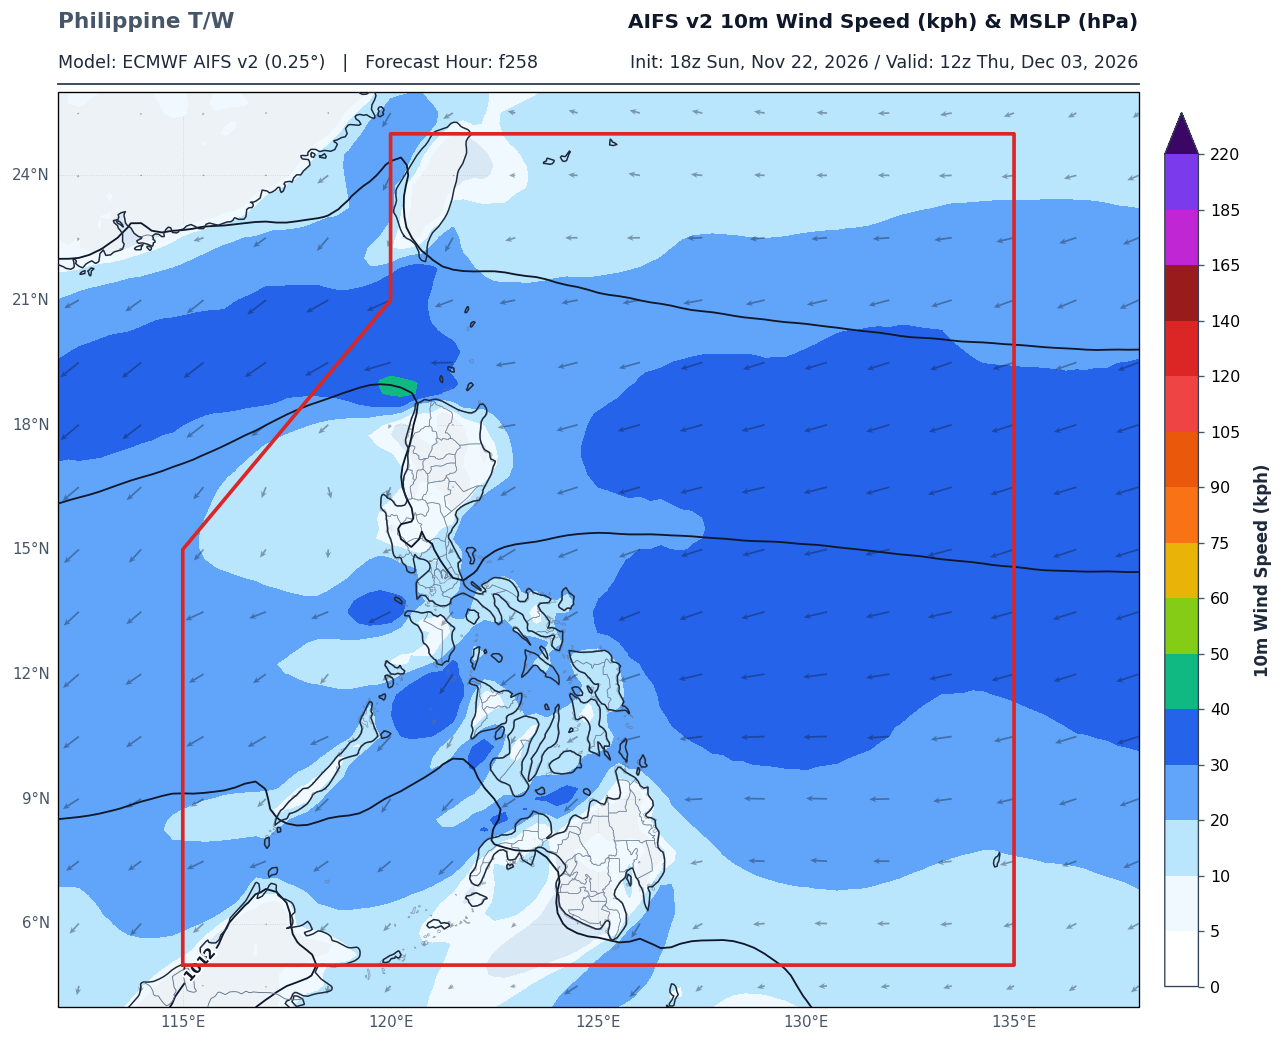 Philippine T/W
AIFS v2 10m Wind Speed (kph) & MSLP (hPa)
Model: ECMWF AIFS v2 (0.25°) | Forecast Hour: f258
Init: 18z Sun, Nov 22, 2026 / Valid: 12z Thu, Dec 03, 2026
24°N
21°N
18°N
15°N
12°N
9°N
6°N
1012
115°E
120°E
125°E
130°E
135°E
220
185
165
140
120
105
90
75
60
50
40
30
20
10
5
0
10m Wind Speed (kph)